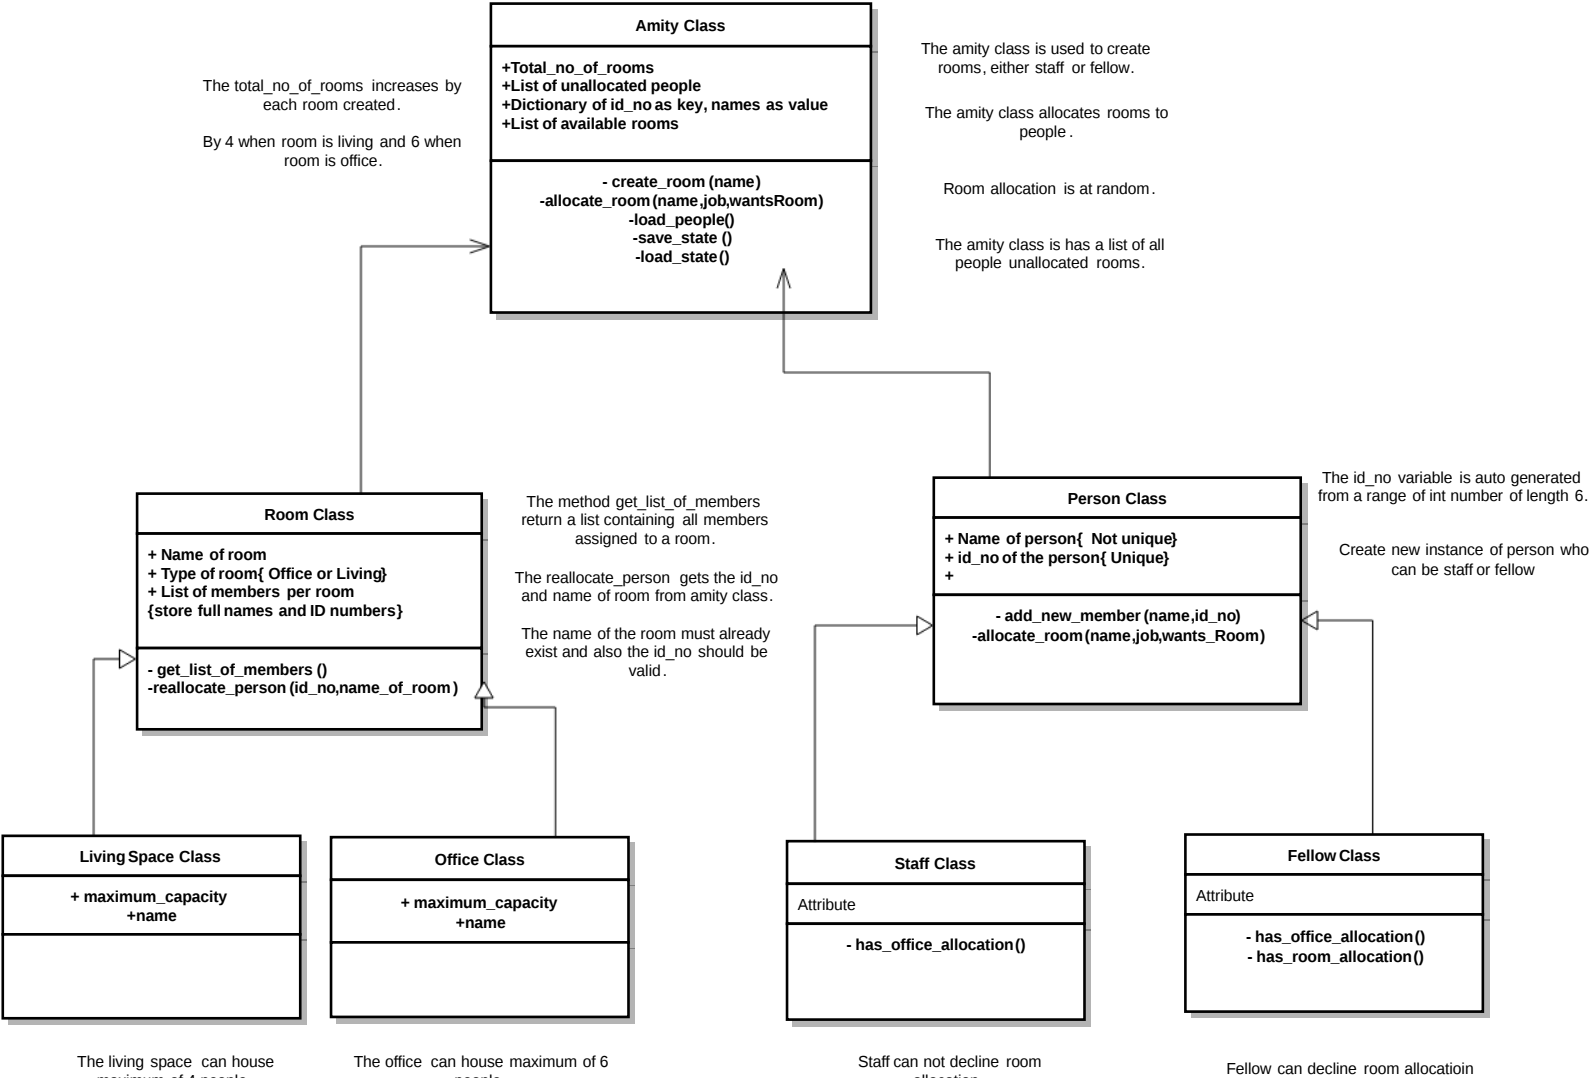 Amity Class
+Total_no_of_rooms
+List of unallocated people
+Dictionary of id_no as key, names as value
+List of available rooms
- create_room (name)
-allocate_room (name,job,wantsRoom)
-load_people()
-save_state ()
-load_state()
The total_no_of_rooms increases by
each room created.
By 4 when room is living and 6 when
room is office.
The amity class is used to create
rooms, either staff or fellow.
The amity class allocates rooms to
people.
Room allocation is at random.
The amity class is has a list of all
people unallocated rooms.
Room Class
+ Name of room
+ Type of room{ Office or Living}
+ List of members per room
{store full names and ID numbers}
- get_list_of_members ()
-reallocate_person (id_no,name_of_room )
The method get_list_of_members
return a list containing all members
assigned to a room.
The reallocate_person gets the id_no
and name of room from amity class.
The name of the room must already
exist and also the id_no should be
valid.
Person Class
+ Name of person{ Not unique}
+ id_no of the person{ Unique}
+
- add_new_member (name,id_no)
-allocate_room (name,job,wants_Room)
The id_no variable is auto generated
from a range of int number of length 6.
Create new instance of person who
can be staff or fellow
Living Space Class
+ maximum_capacity
+name
Office Class
+ maximum_capacity
+name
Staff Class
Attribute
- has_office_allocation()
Fellow Class
Attribute
- has_office_allocation()
- has_room_allocation()
The living space can house
maximum of 4 people
The office can house maximum of 6
people
Staff can not decline room
allocation
Fellow can decline room allocatioin